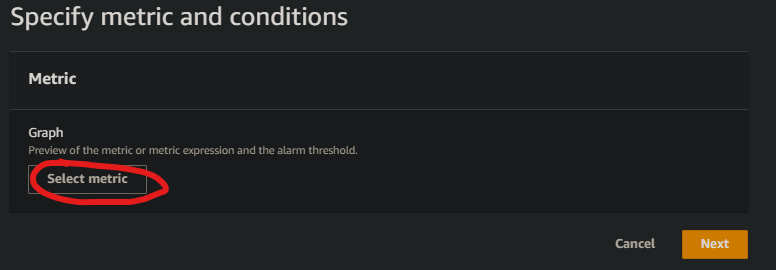 Specify metric and conditions
Metric
Graph
Preview of the metric or metric expression and the alarm threshold.
Select metric
Cancel
Next